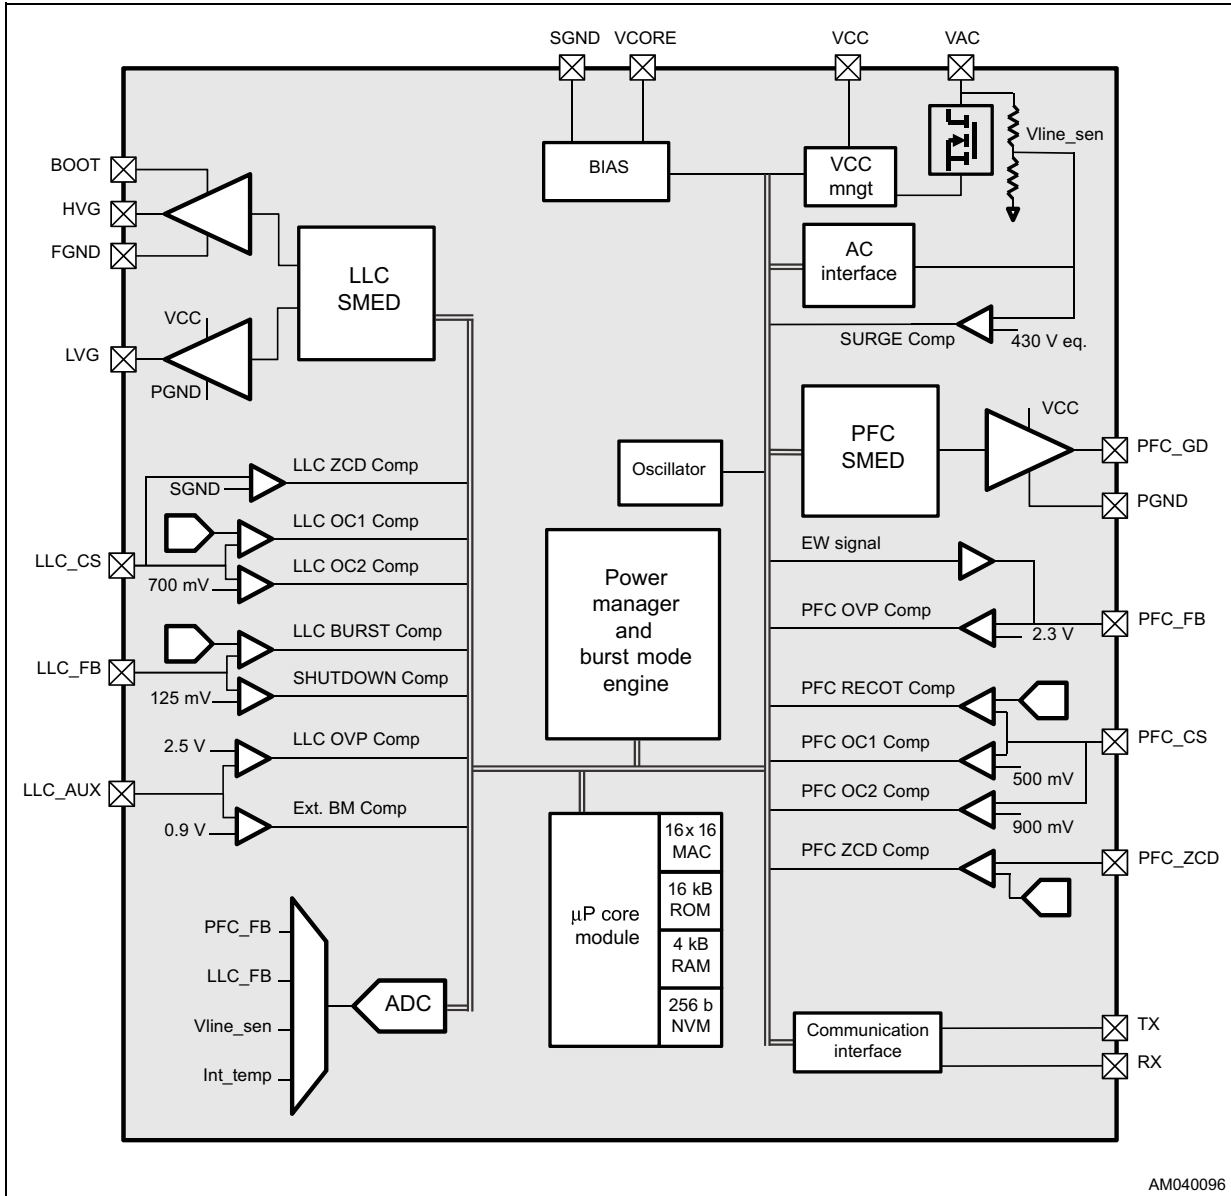 SGND
VCORE
VCC
VAC
BOOT
HVG
FGND
LVG
VCC
PGND
LLC
SMED
BIAS
VCC
mngt
Vline_sen
AC
interface
SURGE Comp
430 V eq.
PFC
SMED
VCC
PFC_GD
PGND
Oscillator
LLC ZCD Comp
SGND
LLC OC1 Comp
LLC_CS
700 mV
LLC OC2 Comp
LLC BURST Comp
LLC_FB
125 mV
SHUTDOWN Comp
2.5 V
LLC OVP Comp
LLC_AUX
0.9 V
Ext. BM Comp
Power
manager
and
burst mode
engine
EW signal
PFC OVP Comp
2.3 V
PFC_FB
PFC RECOT Comp
PFC OC1 Comp
500 mV
PFC_CS
PFC OC2 Comp
900 mV
PFC ZCD Comp
PFC_ZCD
µP core
module
16 x 16
MAC
16 kB
ROM
4 kB
RAM
256 b
NVM
PFC_FB
LLC_FB
Vline_sen
Int_temp
ADC
Communication
interface
TX
RX
AM040096